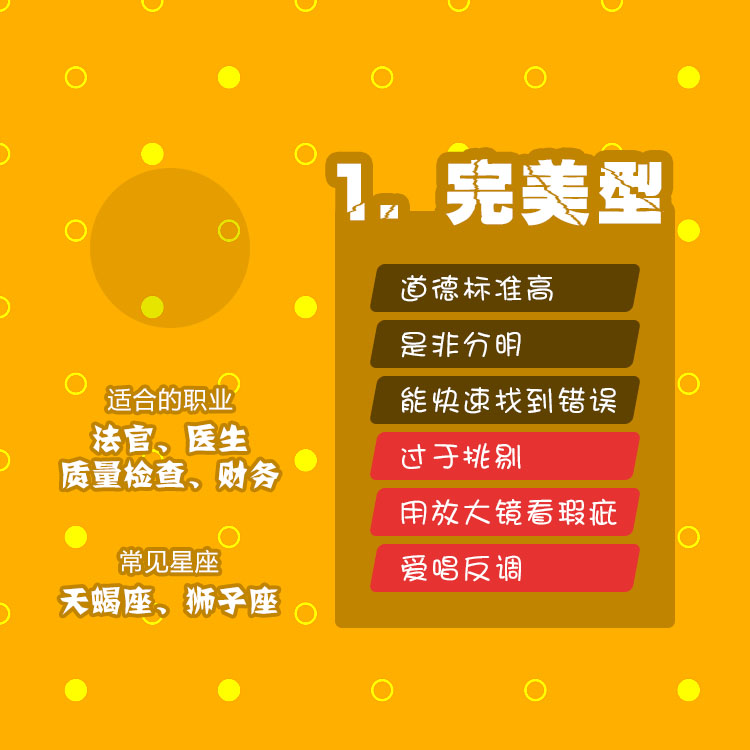 1. 完美型
道德标准高
是非分明
能快速找到错误
过于挑剔
用放大镜看瑕疵
爱唱反调
适合的职业
法官、医生
质量检查、财务
常见星座
天蝎座、狮子座